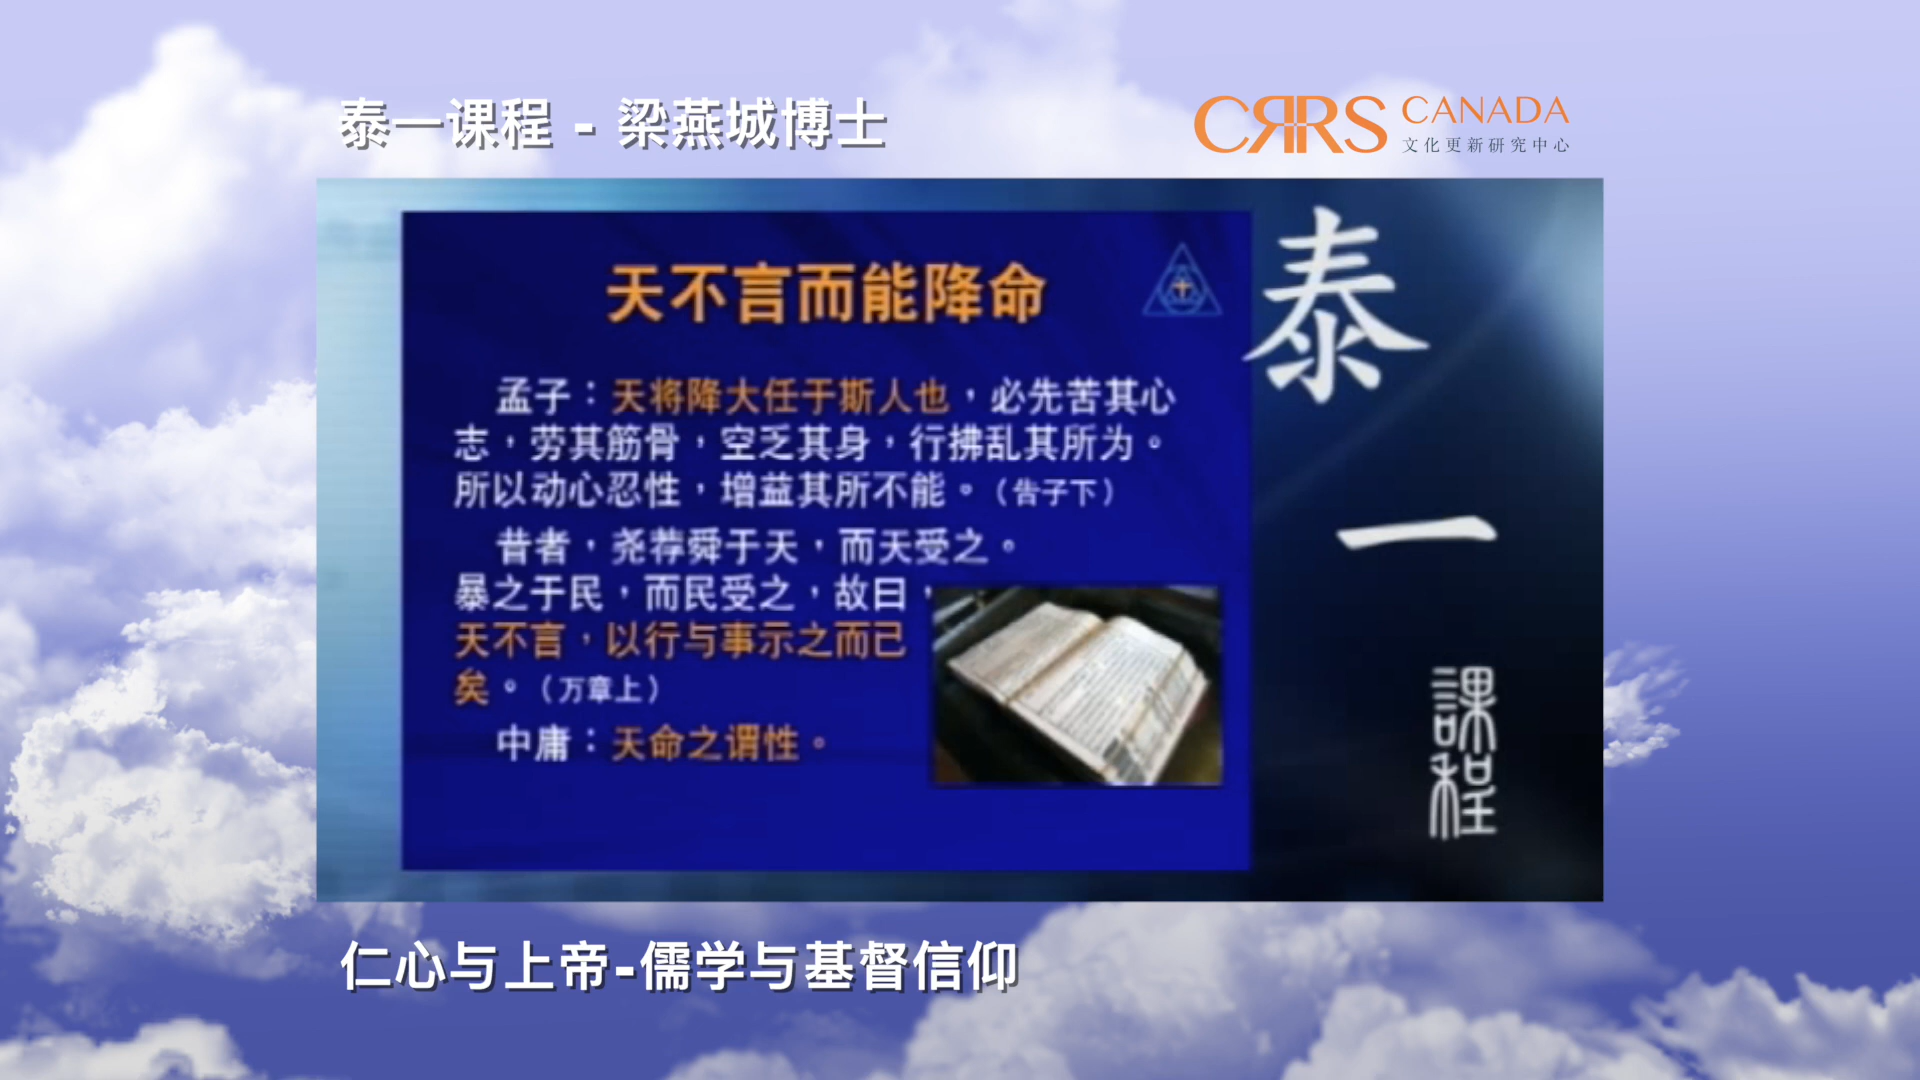 泰一课程 - 梁燕城博士
CRRS CANADA
文化更新研究中心
天不言而能降命
孟子：天将降大任于斯人也，必先苦其心
志，劳其筋骨，空乏其身，行拂乱其所为。
所以动心忍性，增益其所不能。（告子下）
昔者，尧荐舜于天，而天受之。
暴之于民，而民受之，故曰，
天不言，以行与事示之而已
矣。（万章上）
中庸：天命之谓性。
泰一
課程
仁心与上帝-儒学与基督信仰